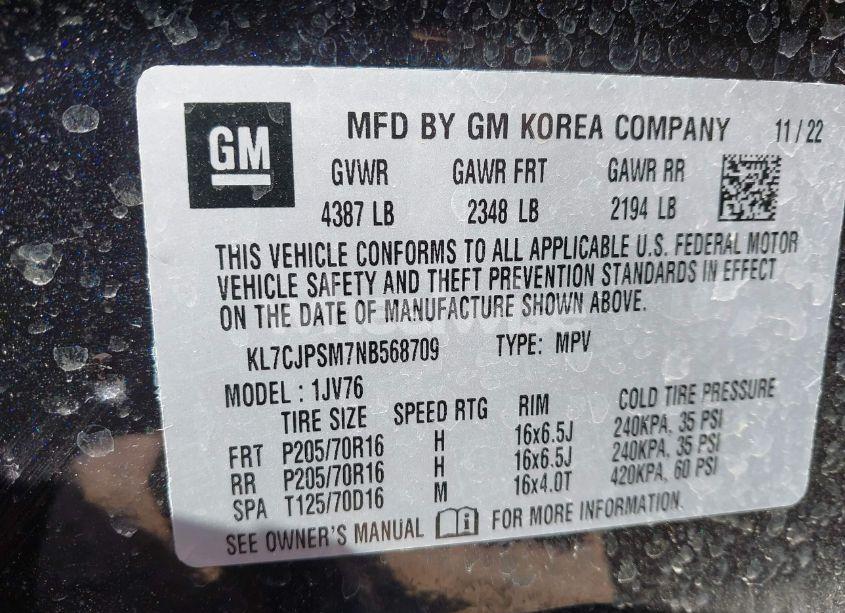 GM
MFD BY GM KOREA COMPANY 11/22
GVWR GAWR FRT GAWR RR
4387 LB 2348 LB 2194 LB
THIS VEHICLE CONFORMS TO ALL APPLICABLE U.S. FEDERAL MOTOR
VEHICLE SAFETY AND THEFT PREVENTION STANDARDS IN EFFECT
ON THE DATE OF MANUFACTURE SHOWN ABOVE.
KL7CJPSM7NB568709 TYPE: MPV
MODEL : 1JV76
TIRE SIZE SPEED RTG RIM COLD TIRE PRESSURE
FRT P205/70R16 H 16x6.5J 240KPA, 35 PSI
RR P205/70R16 H 16x6.5J 240KPA, 35 PSI
SPA T125/70D16 M 16x4.0T 420KPA, 60 PSI
SEE OWNER'S MANUAL FOR MORE INFORMATION.